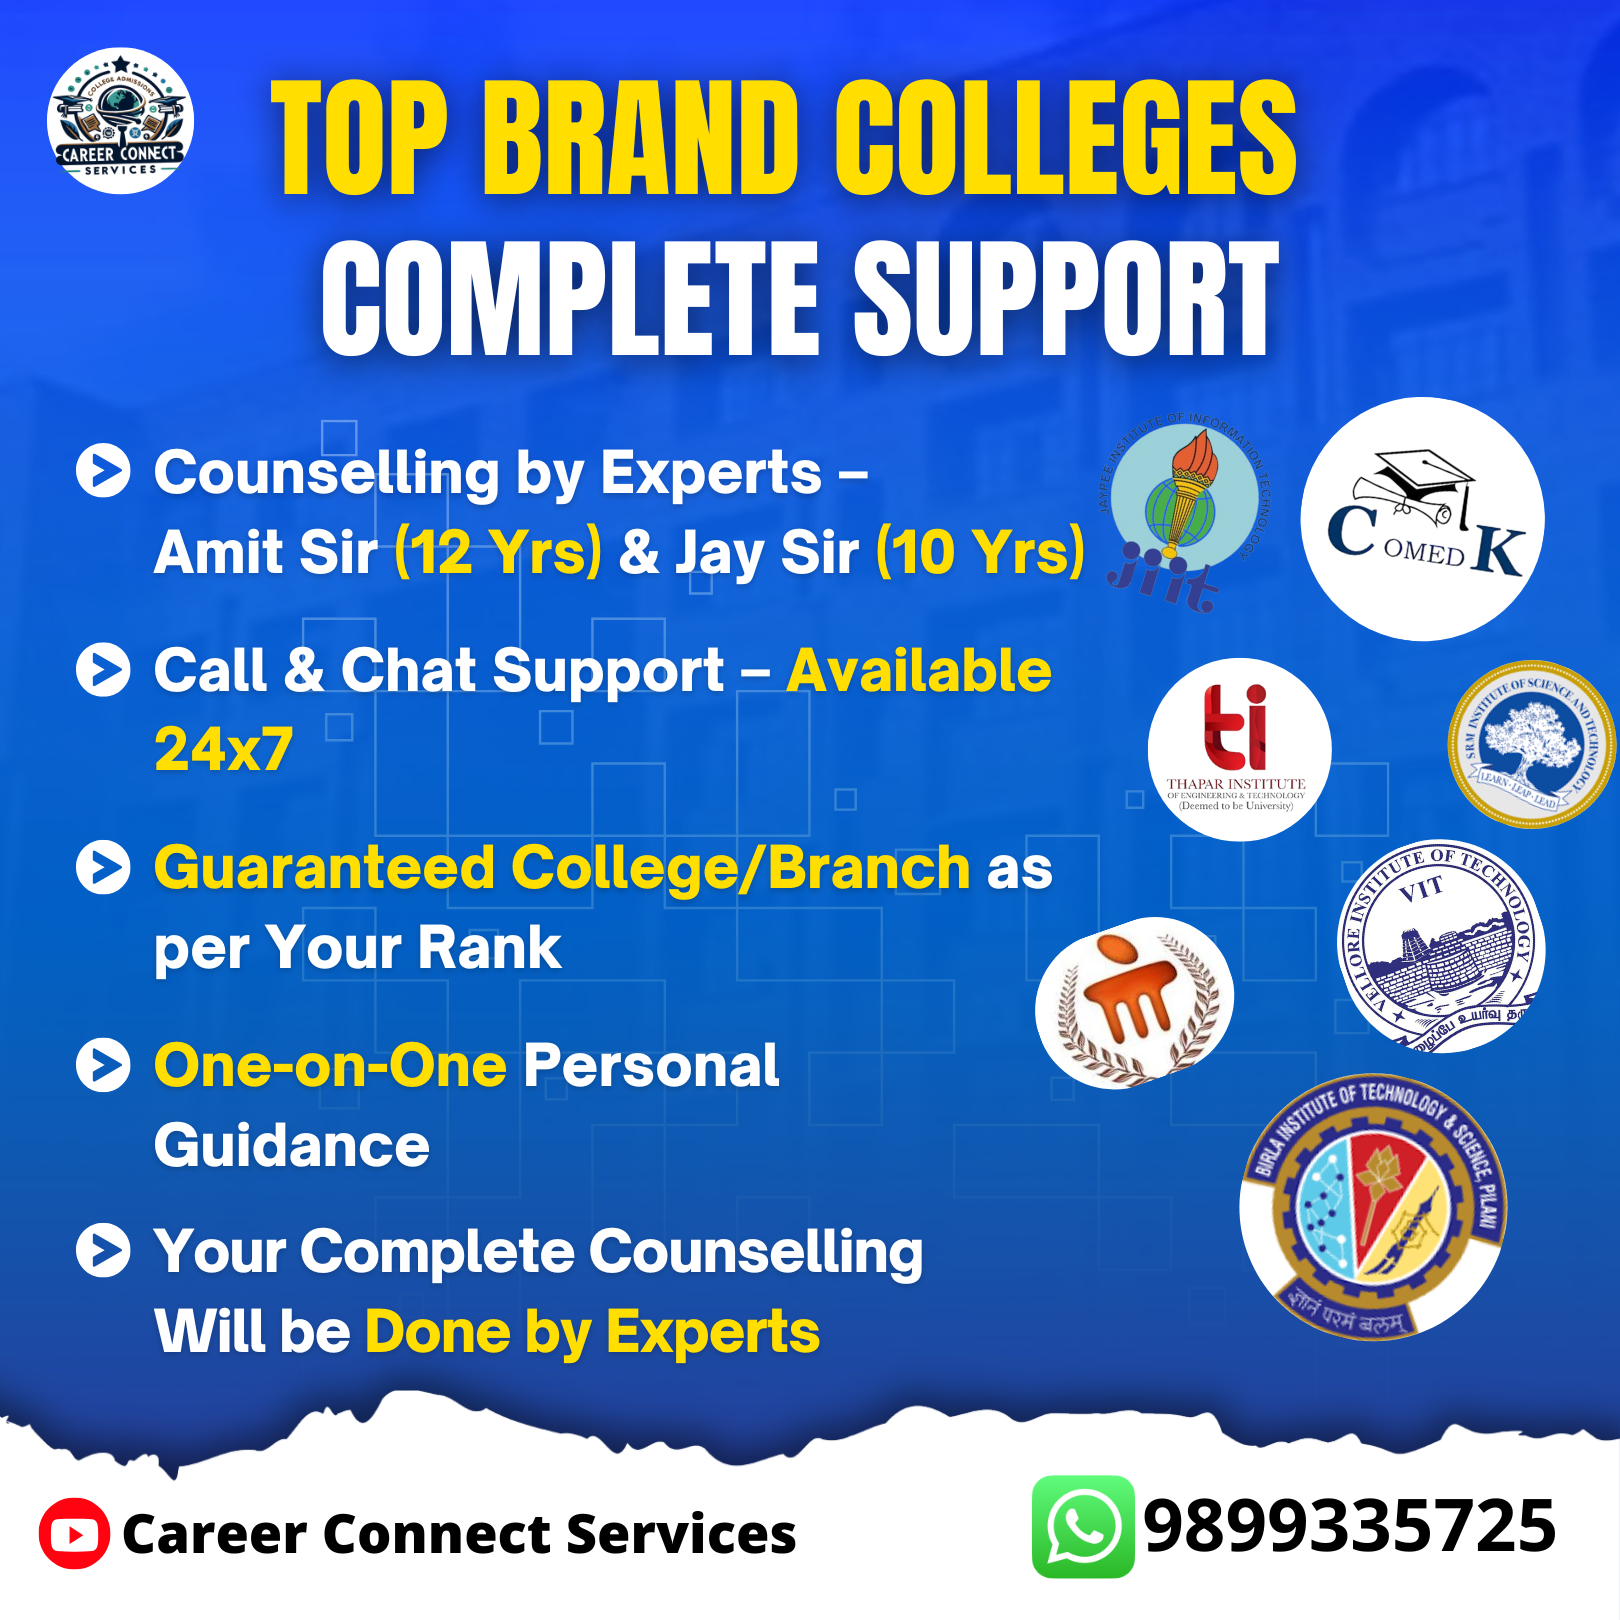 COLLEGE ADMISSIONS
CAREER CONNECT
SERVICES
TOP BRAND COLLEGES
COMPLETE SUPPORT
Counselling by Experts –
Amit Sir (12 Yrs) & Jay Sir (10 Yrs)
Call & Chat Support – Available
24x7
Guaranteed College/Branch as
per Your Rank
One-on-One Personal
Guidance
Your Complete Counselling
Will be Done by Experts
JAYPEE INSTITUTE OF INFORMATION TECHNOLOGY
jiit
COMEDK
ti
THAPAR INSTITUTE
OF ENGINEERING & TECHNOLOGY
(Deemed to be University)
SRM INSTITUTE OF SCIENCE AND TECHNOLOGY
LEARN · LEAP · LEAD
VELLORE INSTITUTE OF TECHNOLOGY
VIT
உயர்வு
BIRLA INSTITUTE OF TECHNOLOGY & SCIENCE, PILANI
ज्ञानं परमं बलम्
Career Connect Services
9899335725